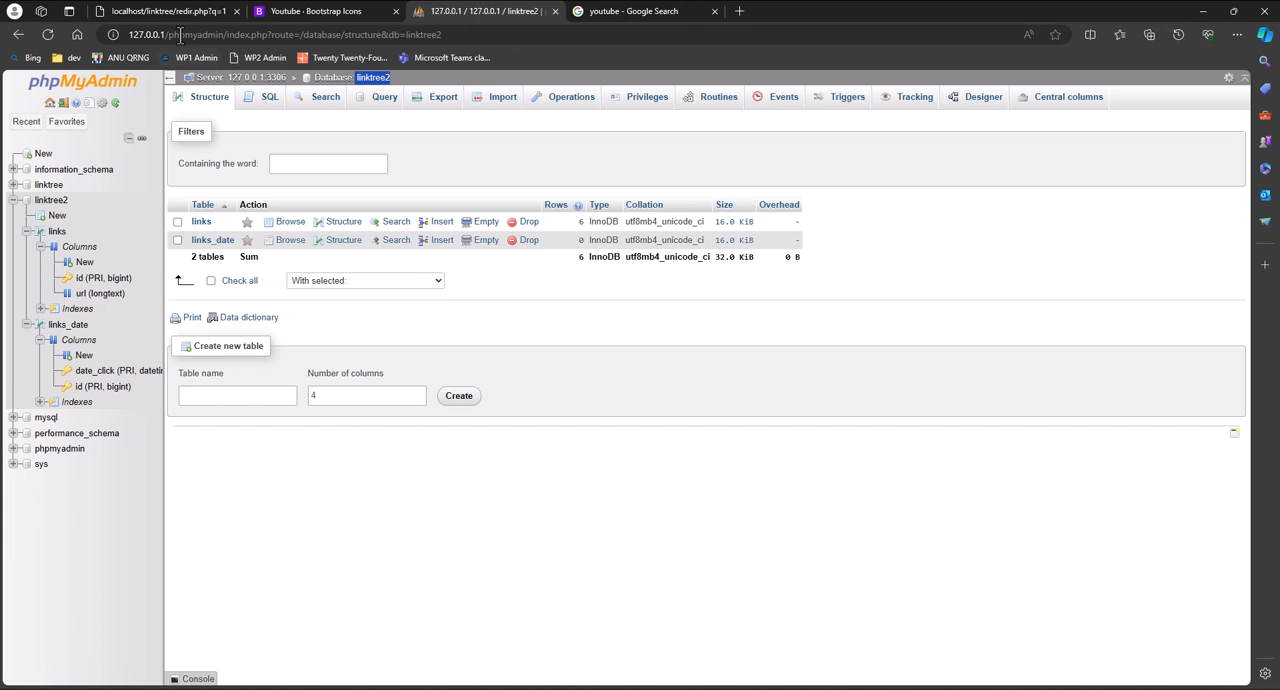 localhost/linktree/redir.php?q=1
Youtube · Bootstrap Icons
127.0.0.1 / 127.0.0.1 / linktree2 |
youtube - Google Search
127.0.0.1/phpmyadmin/index.php?route=/database/structure&db=linktree2
Bing dev ANU QRNG WP1 Admin WP2 Admin Twenty Twenty-Fou... Microsoft Teams cla...
phpMyAdmin
Recent Favorites
New
information_schema
linktree
linktree2
New
links
Columns
New
id (PRI, bigint)
url (longtext)
Indexes
links_date
Columns
New
date_click (PRI, datetir
id (PRI, bigint)
Indexes
mysql
performance_schema
phpmyadmin
sys
Server: 127.0.0.1:3306 » Database: linktree2
Structure SQL Search Query Export Import Operations Privileges Routines Events Triggers Tracking Designer Central columns
Filters
Containing the word:
Table Action Rows Type Collation Size Overhead
links Browse Structure Search Insert Empty Drop 6 InnoDB utf8mb4_unicode_ci 16.0 KiB -
links_date Browse Structure Search Insert Empty Drop 0 InnoDB utf8mb4_unicode_ci 16.0 KiB -
2 tables Sum 6 InnoDB utf8mb4_unicode_ci 32.0 KiB 0 B
Check all With selected:
Print Data dictionary
Create new table
Table name Number of columns
4 Create
Console